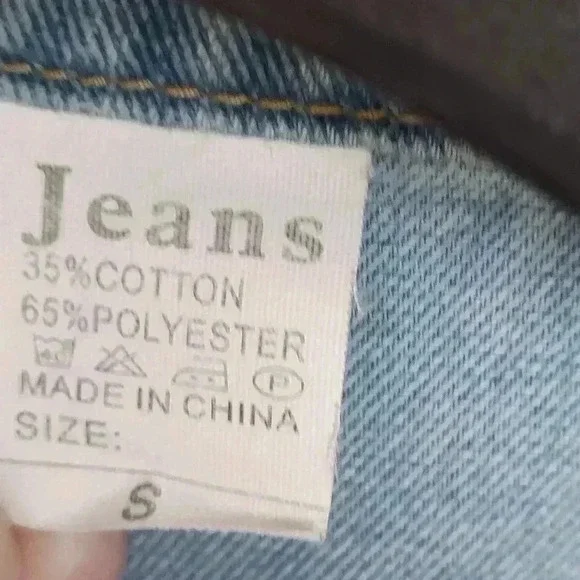 Jeans
35%COTTON
65%POLYESTER
P
MADE IN CHINA
SIZE:
S